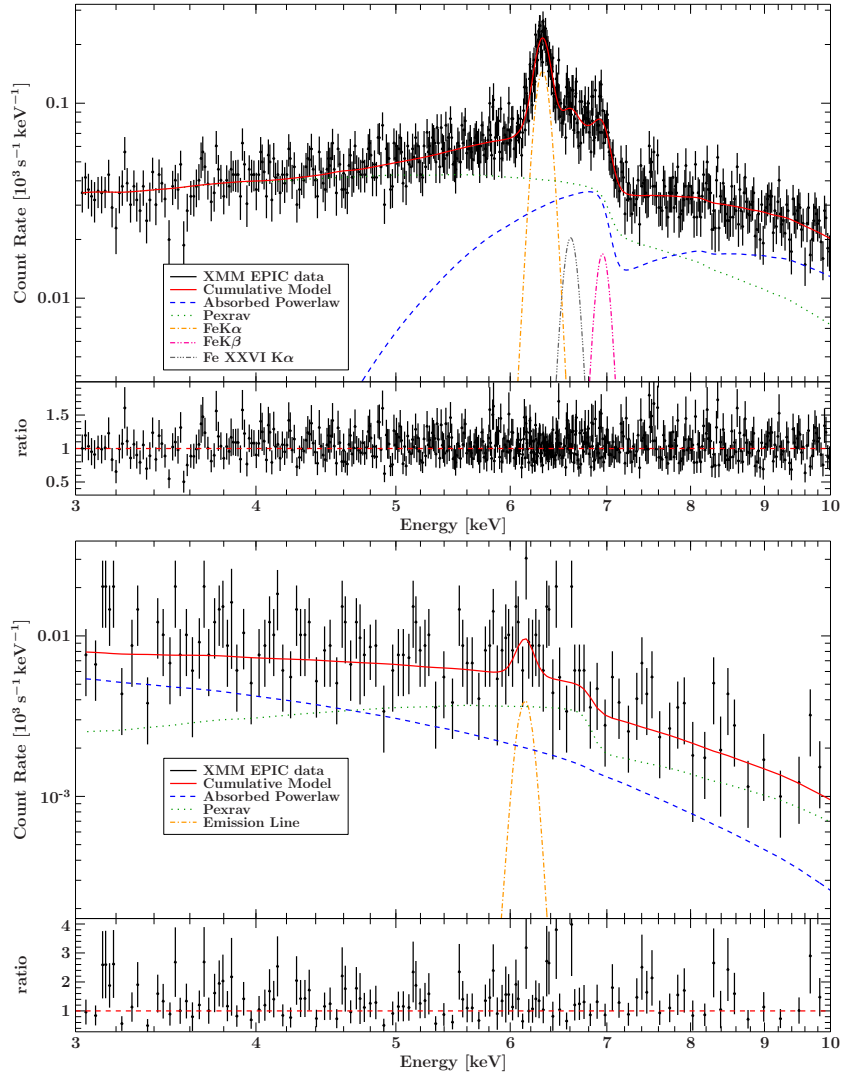 0.1
0.01
Count Rate [10³ s⁻¹ keV⁻¹]
XMM EPIC data
Cumulative Model
Absorbed Powerlaw
Pexrav
FeKα
FeKβ
Fe XXVI Kα
1.5
1
0.5
ratio
3 4 5 6 7 8 9 10
Energy [keV]
0.01
10⁻³
Count Rate [10³ s⁻¹ keV⁻¹]
XMM EPIC data
Cumulative Model
Absorbed Powerlaw
Pexrav
Emission Line
4
3
2
1
ratio
3 4 5 6 7 8 9 10
Energy [keV]